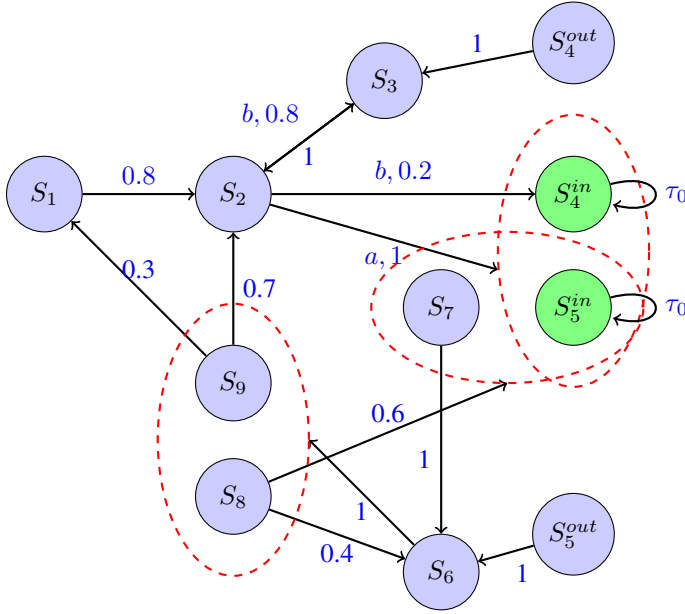 S_4^{out}
1
S_3
b, 0.8
1
b, 0.2
0.8
S_1
S_2
S_4^{in}
τ_0
a, 1
0.3
0.7
S_7
S_5^{in}
τ_0
S_9
0.6
1
S_8
1
0.4
S_5^{out}
S_6
1